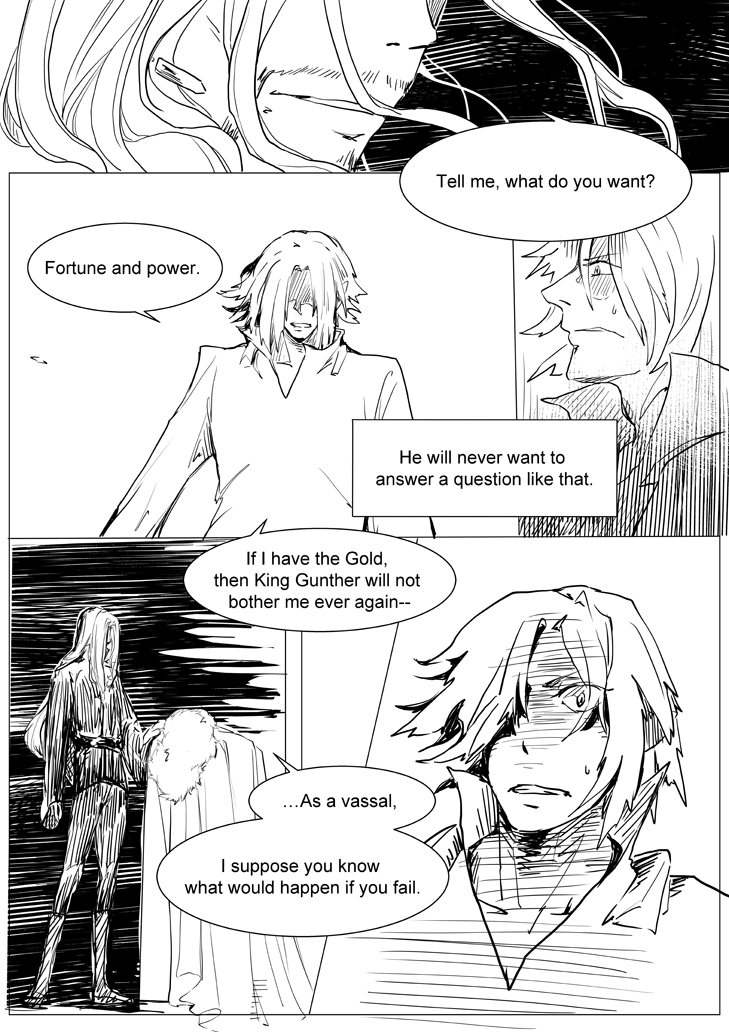 Tell me, what do you want?
Fortune and power.
He will never want to
answer a question like that.
If I have the Gold,
then King Gunther will not
bother me ever again--
…As a vassal,
I suppose you know
what would happen if you fail.